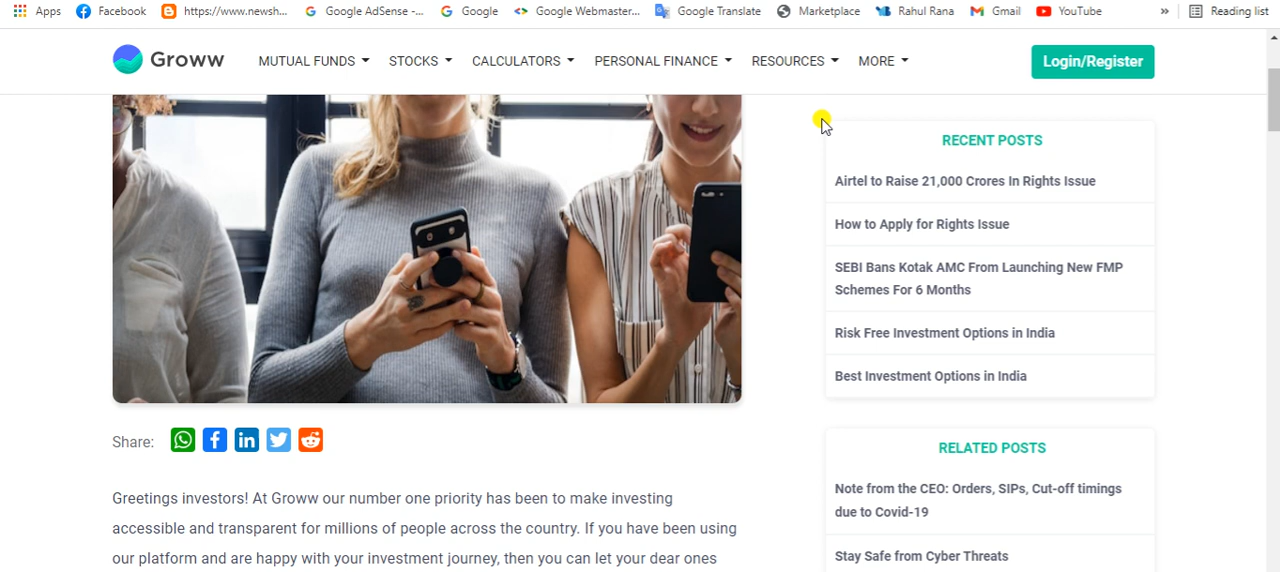 Apps Facebook https://www.newsh... Google AdSense -... Google Google Webmaster... Google Translate Marketplace Rahul Rana Gmail YouTube » Reading list
Groww MUTUAL FUNDS STOCKS CALCULATORS PERSONAL FINANCE RESOURCES MORE Login/Register
RECENT POSTS
Airtel to Raise 21,000 Crores In Rights Issue
How to Apply for Rights Issue
SEBI Bans Kotak AMC From Launching New FMP
Schemes For 6 Months
Risk Free Investment Options in India
Best Investment Options in India
Share:
Greetings investors! At Groww our number one priority has been to make investing
accessible and transparent for millions of people across the country. If you have been using
our platform and are happy with your investment journey, then you can let your dear ones
RELATED POSTS
Note from the CEO: Orders, SIPs, Cut-off timings
due to Covid-19
Stay Safe from Cyber Threats